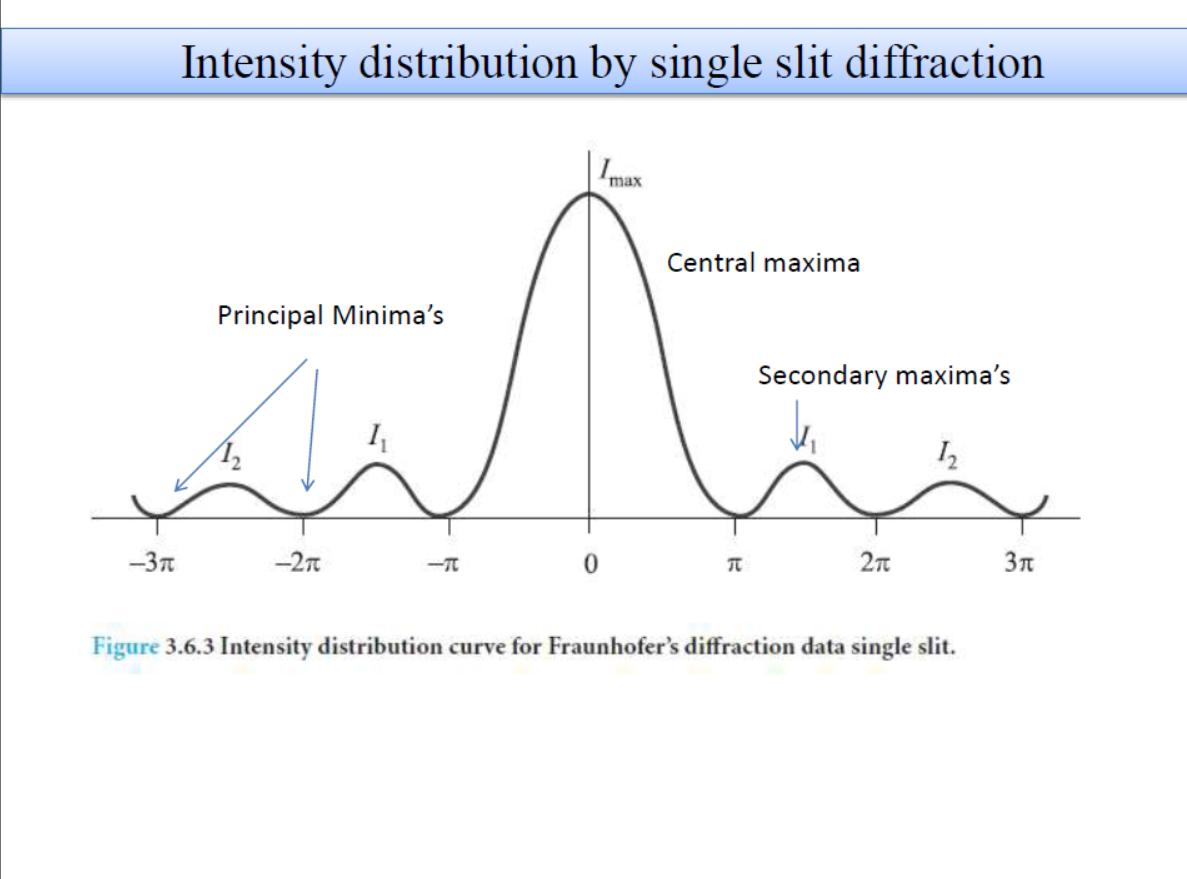 Intensity distribution by single slit diffraction
I max
Central maxima
Principal Minima's
Secondary maxima's
I1
I2
I1
I2
–3π –2π –π 0 π 2π 3π
Figure 3.6.3 Intensity distribution curve for Fraunhofer's diffraction data single slit.